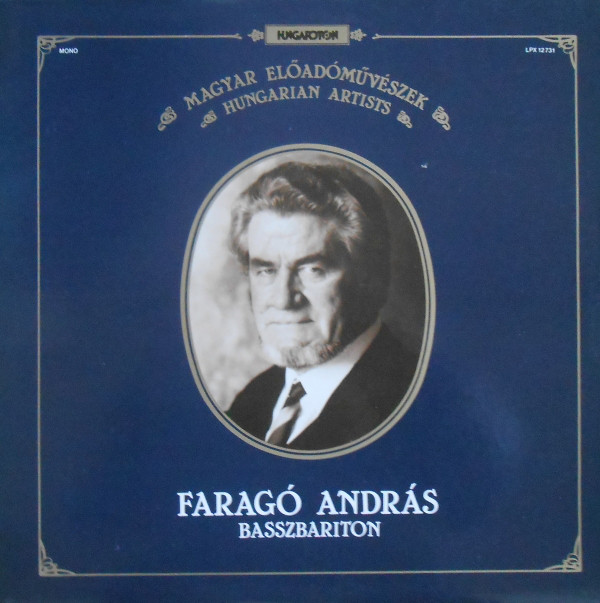 HUNGAROTON
MONO
LPX 12731
MAGYAR ELŐADÓMŰVÉSZEK
HUNGARIAN ARTISTS
FARAGÓ ANDRÁS
BASSZBARITON